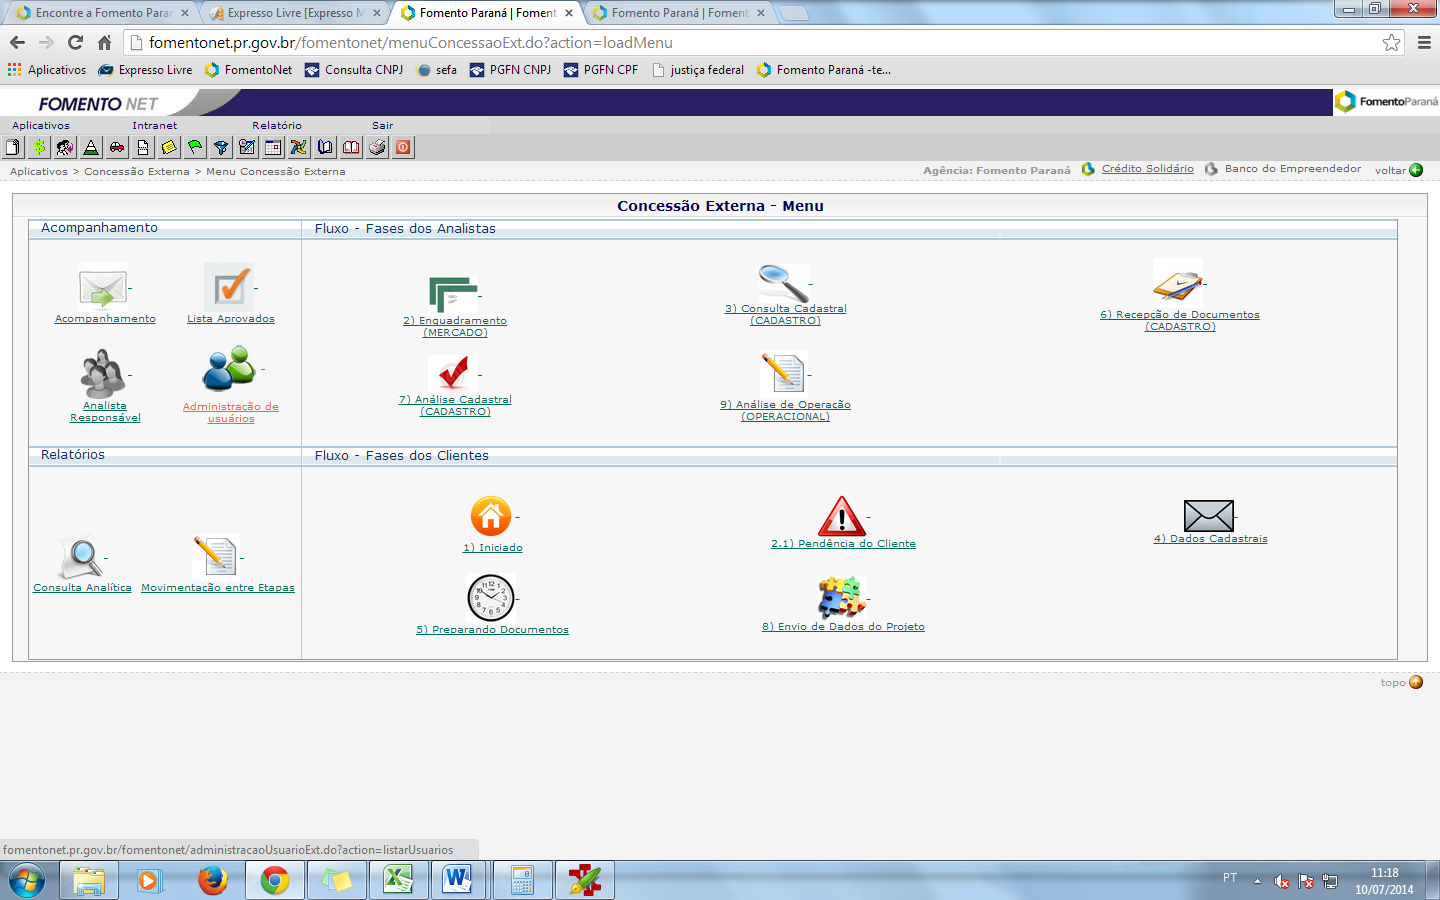 Encontre a Fomento Parar
Expresso Livre [Expresso M
Fomento Paraná | Foment
Fomento Paraná | Foment
fomentonet.pr.gov.br/fomentonet/menuConcessaoExt.do?action=loadMenu
Aplicativos
Expresso Livre
FomentoNet
Consulta CNPJ
sefa
PGFN CNPJ
PGFN CPF
justiça federal
Fomento Paraná -te...
FOMENTO NET
FomentoParaná
Aplicativos
Intranet
Relatório
Sair
Aplicativos > Concessão Externa > Menu Concessão Externa
Agência: Fomento Paraná
Crédito Solidário
Banco do Empreendedor
voltar
Concessão Externa - Menu
Acompanhamento
Fluxo - Fases dos Analistas
Acompanhamento
Lista Aprovados
2) Enquadramento
(MERCADO)
3) Consulta Cadastral
(CADASTRO)
6) Recepção de Documentos
(CADASTRO)
Analista
Responsável
Administração de
usuários
7) Análise Cadastral
(CADASTRO)
9) Análise de Operação
(OPERACIONAL)
Relatórios
Fluxo - Fases dos Clientes
1) Iniciado
2.1) Pendência do Cliente
4) Dados Cadastrais
Consulta Analítica
Movimentação entre Etapas
5) Preparando Documentos
8) Envio de Dados do Projeto
topo
fomentonet.pr.gov.br/fomentonet/administracaoUsuarioExt.do?action=listarUsuarios
PT
11:18
10/07/2014